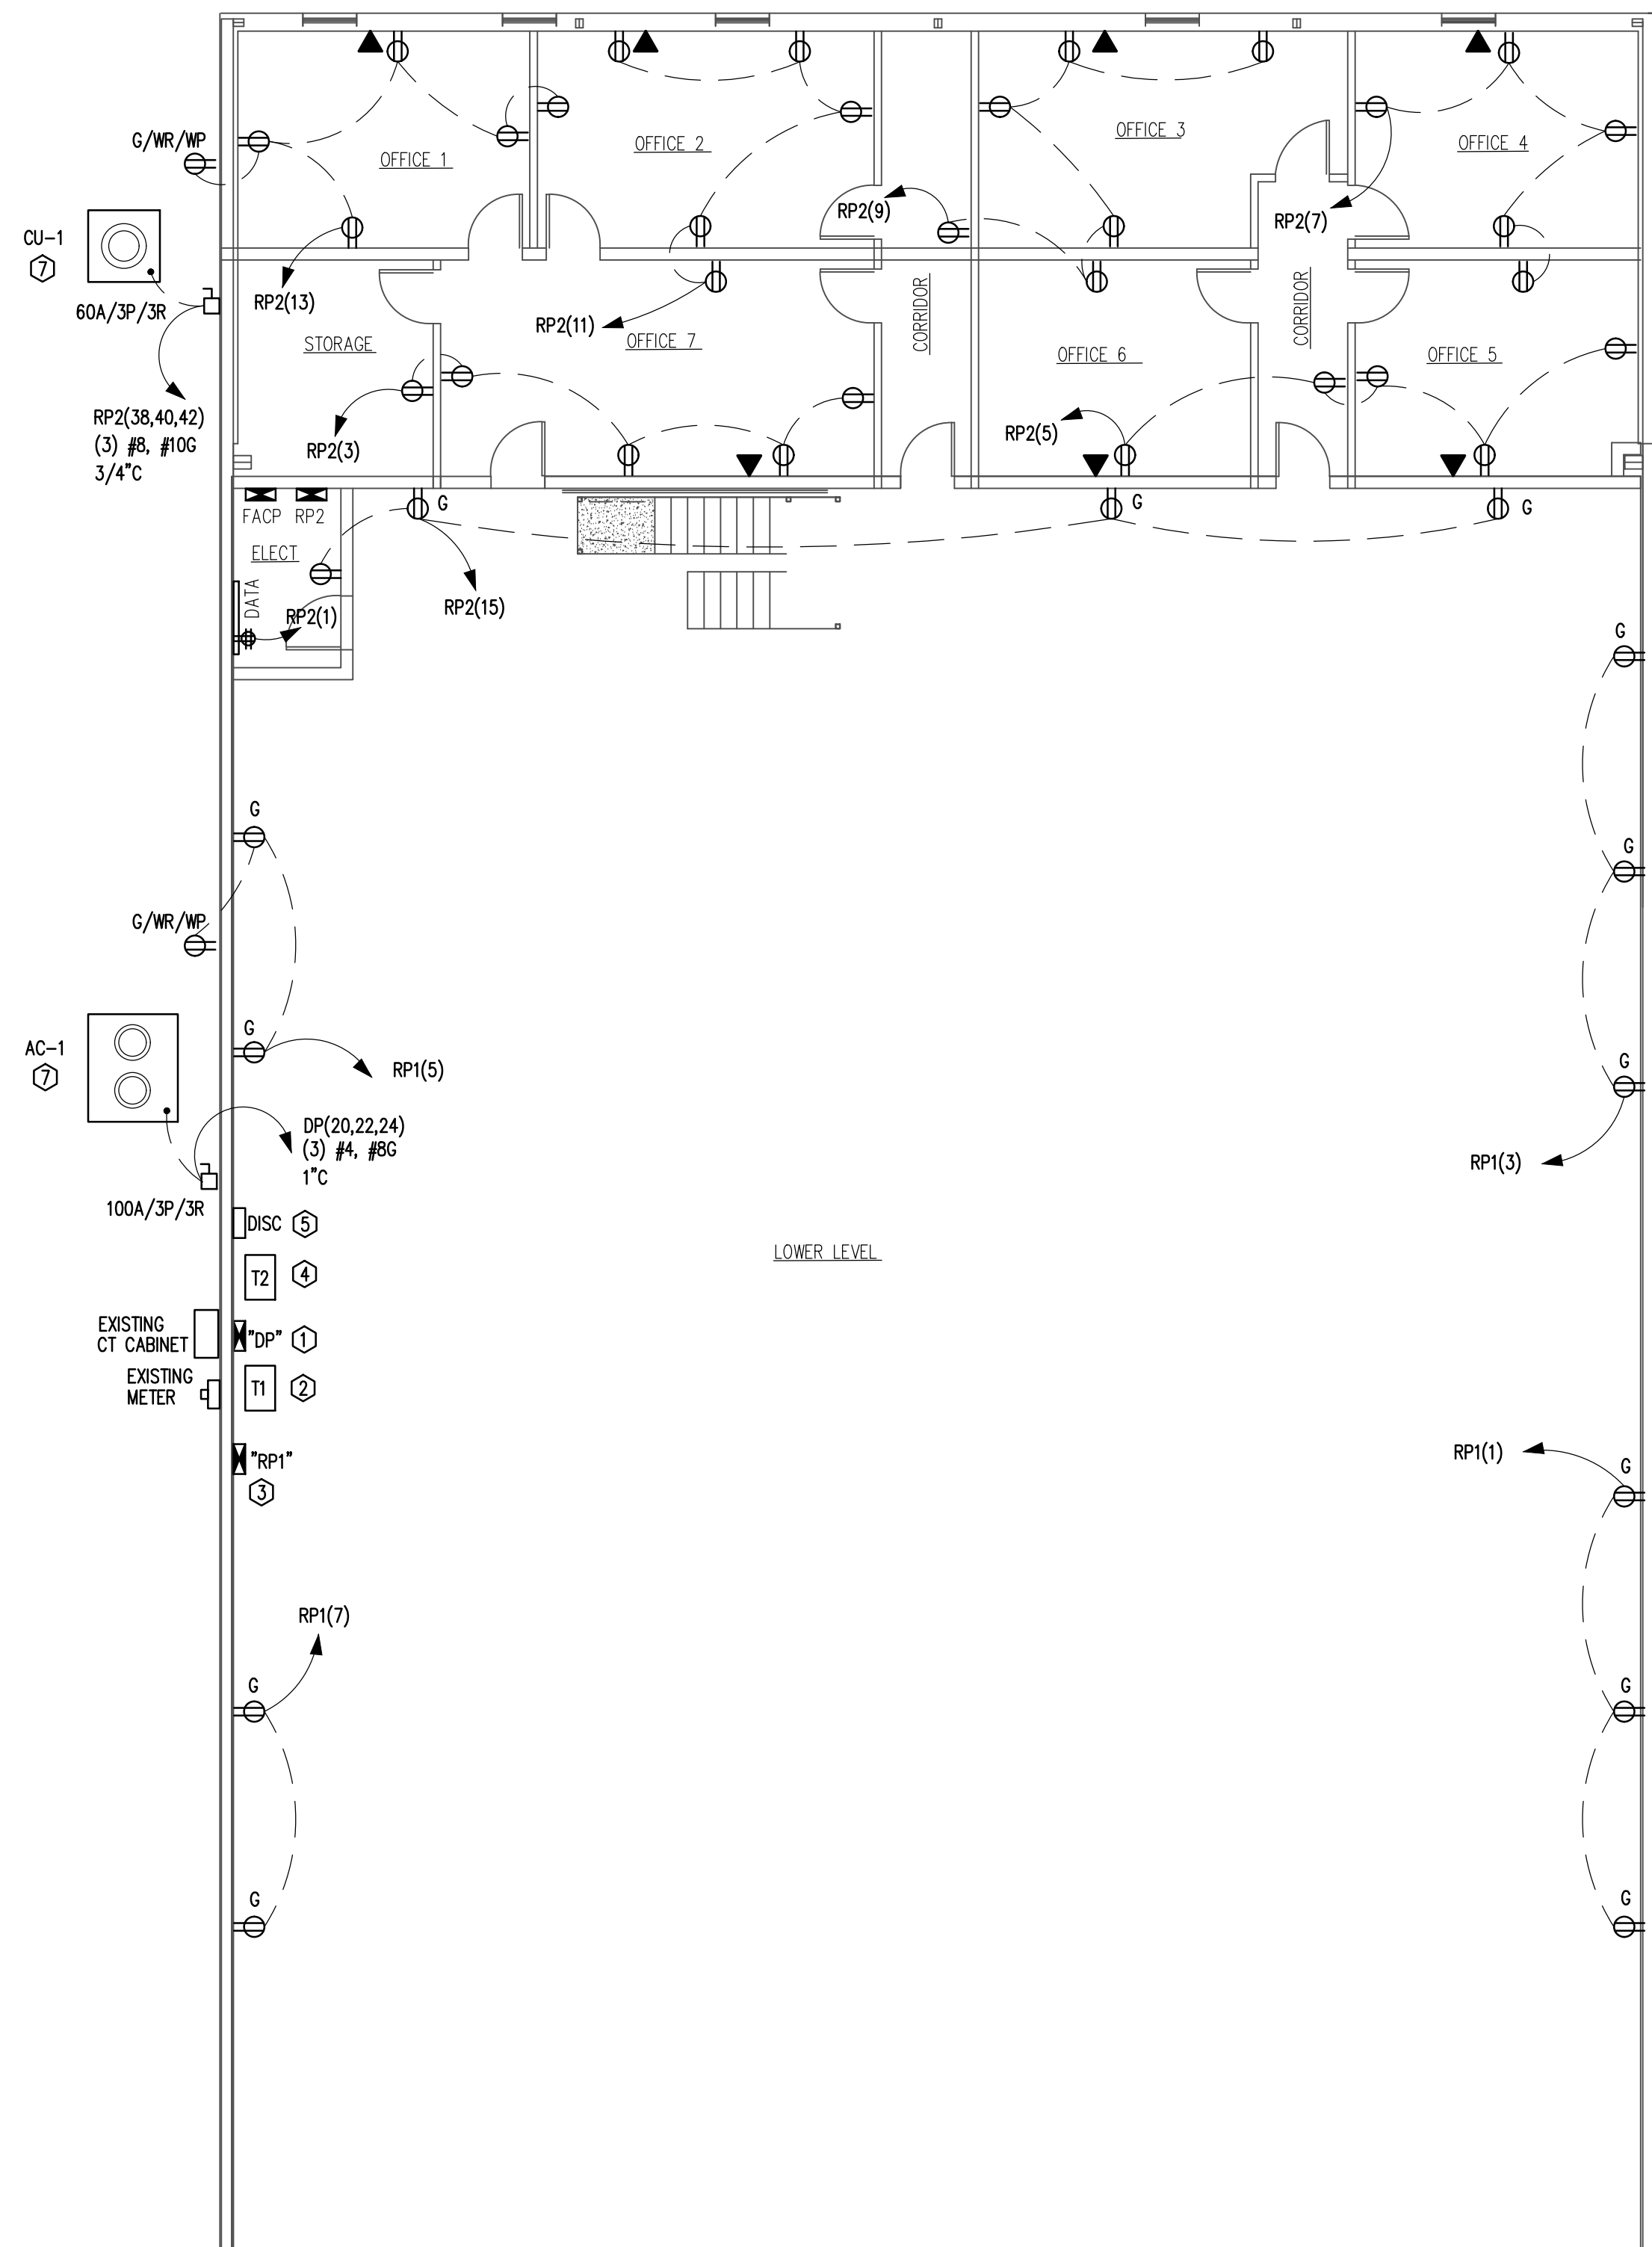 G/WR/WP
OFFICE 1
OFFICE 2
OFFICE 3
OFFICE 4
CU-1
7
60A/3P/3R
RP2(13)
RP2(9)
RP2(7)
RP2(11)
STORAGE
OFFICE 7
CORRIDOR
OFFICE 6
CORRIDOR
OFFICE 5
RP2(38,40,42)
(3) #8, #10G
3/4"C
RP2(3)
RP2(5)
FACP
RP2
G
G
G
ELECT
DATA
RP2(1)
RP2(15)
G
G
G
G/WR/WP
G
AC-1
7
RP1(5)
G
DP(20,22,24)
(3) #4, #8G
1"C
RP1(3)
100A/3P/3R
DISC
5
T2
4
LOWER LEVEL
EXISTING
CT CABINET
"DP"
1
EXISTING
METER
T1
2
"RP1"
3
RP1(1)
G
RP1(7)
G
G
G
G